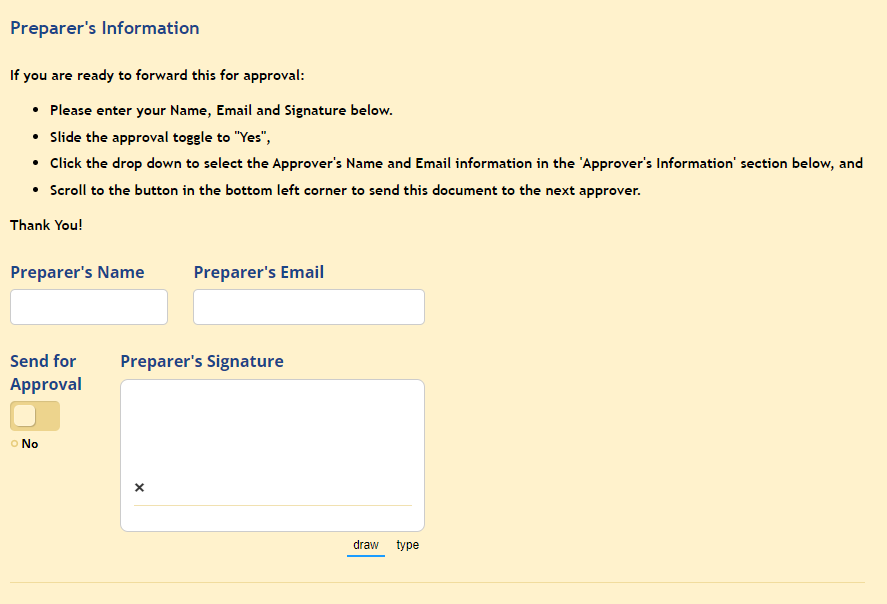 Preparer's Information
If you are ready to forward this for approval:
Please enter your Name, Email and Signature below.
Slide the approval toggle to "Yes",
Click the drop down to select the Approver's Name and Email information in the 'Approver's Information' section below, and
Scroll to the button in the bottom left corner to send this document to the next approver.
Thank You!
Preparer's Name Preparer's Email
Send for Approval Preparer's Signature
No
×
draw type